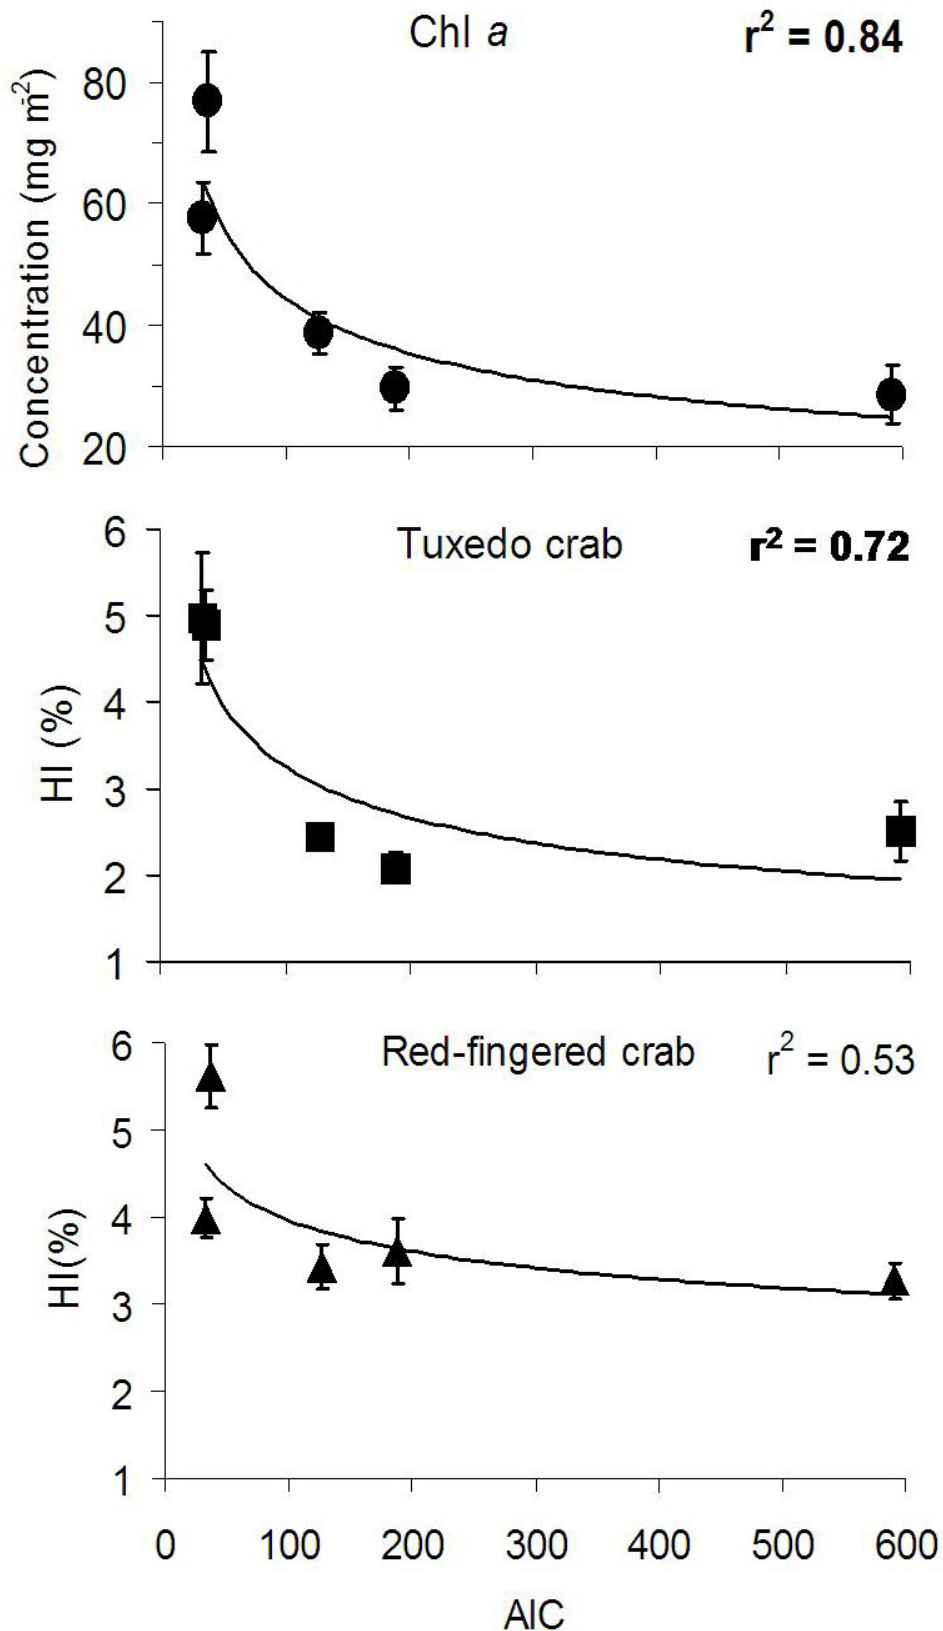 Chl a
r² = 0.84
Concentration (mg m⁻²)
80
60
40
20
Tuxedo crab
r² = 0.72
HI (%)
6
5
4
3
2
1
Red-fingered crab
r² = 0.53
HI(%)
6
5
4
3
2
1
0 100 200 300 400 500 600
AIC